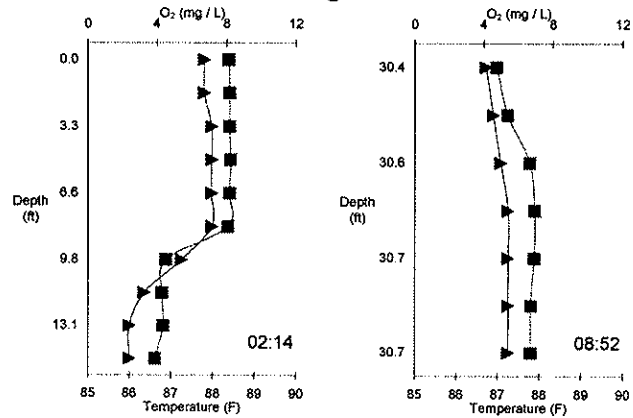 O₂ (mg / L)
0 4 8 12
0.0
3.3
6.6
Depth
(ft)
9.8
13.1
02:14
85 86 87 88 89 90
Temperature (F)
O₂ (mg / L)
0 4 8 12
30.4
30.6
Depth
(ft)
30.7
30.7
08:52
85 86 87 88 89 90
Temperature (F)